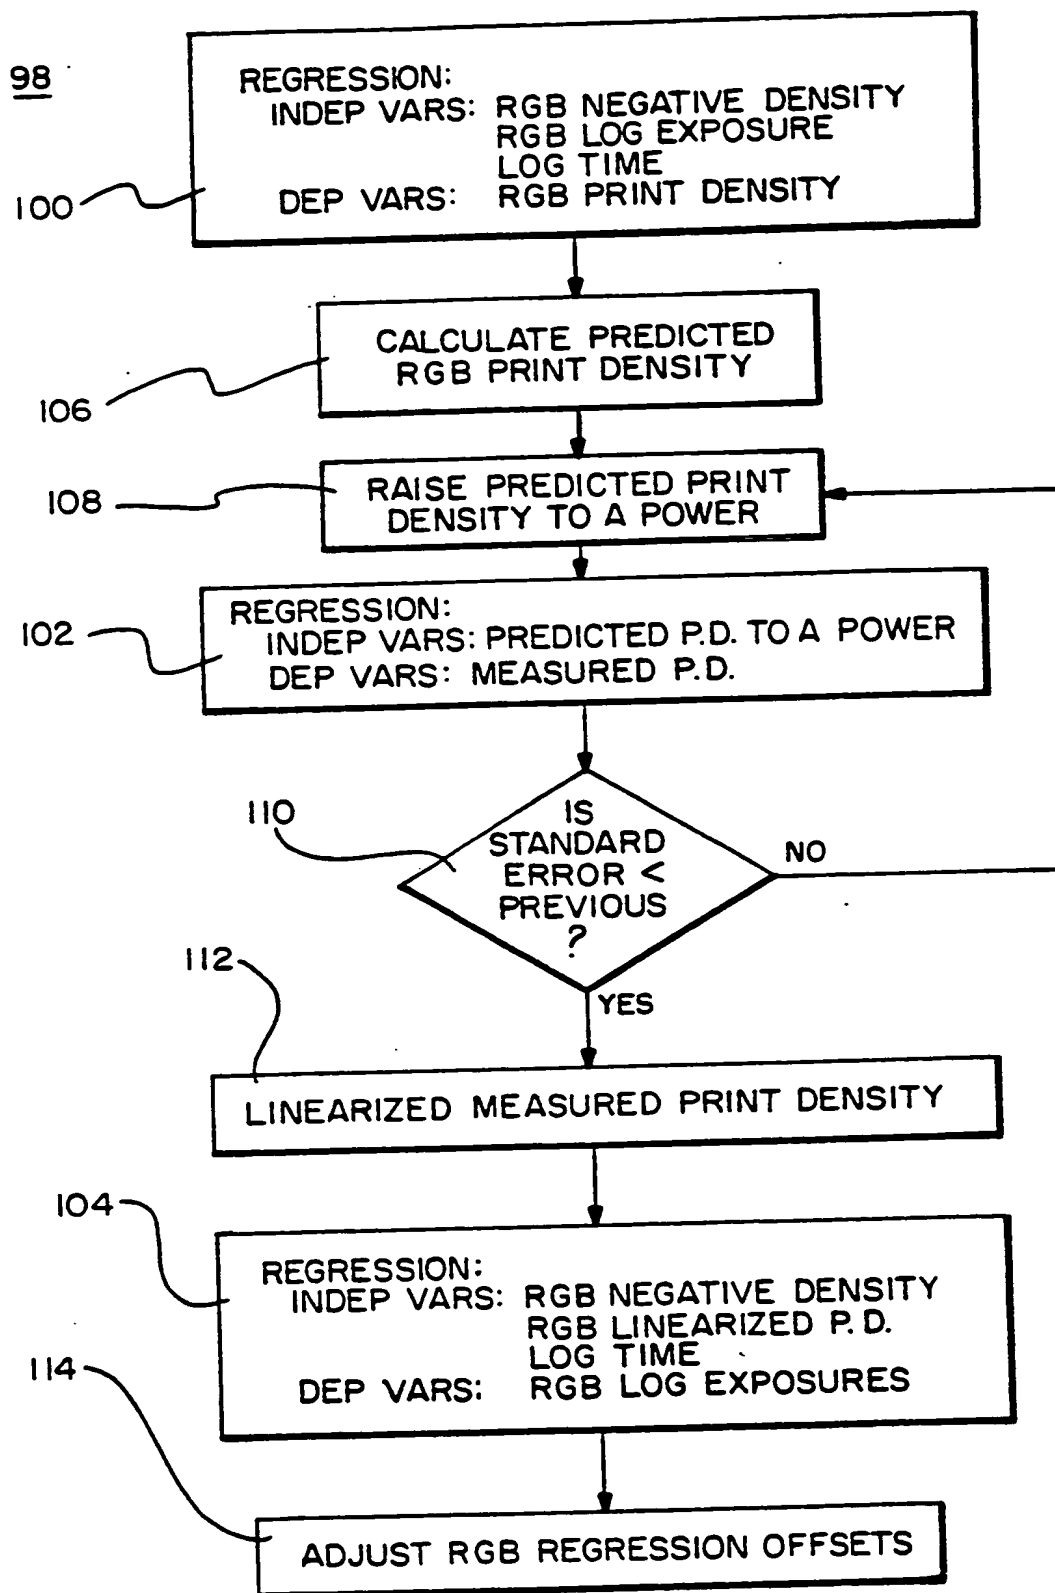 98
REGRESSION:
INDEP VARS: RGB NEGATIVE DENSITY
RGB LOG EXPOSURE
LOG TIME
DEP VARS: RGB PRINT DENSITY
100
CALCULATE PREDICTED
RGB PRINT DENSITY
106
RAISE PREDICTED PRINT
DENSITY TO A POWER
108
REGRESSION:
INDEP VARS: PREDICTED P.D. TO A POWER
DEP VARS: MEASURED P.D.
102
IS
STANDARD
ERROR <
PREVIOUS
?
110
NO
YES
112
LINEARIZED MEASURED PRINT DENSITY
104
REGRESSION:
INDEP VARS: RGB NEGATIVE DENSITY
RGB LINEARIZED P.D.
LOG TIME
DEP VARS: RGB LOG EXPOSURES
114
ADJUST RGB REGRESSION OFFSETS